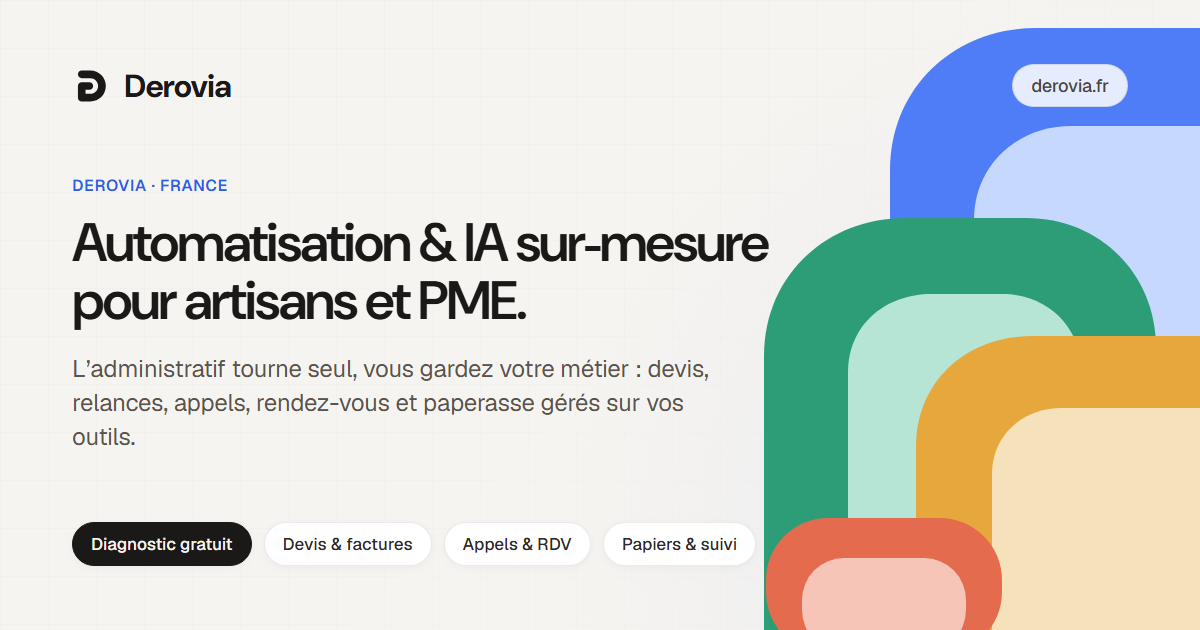 Derovia
derovia.fr
DEROVIA · FRANCE
Automatisation & IA sur-mesure
pour artisans et PME.
L’administratif tourne seul, vous gardez votre métier : devis,
relances, appels, rendez-vous et paperasse gérés sur vos
outils.
Diagnostic gratuit
Devis & factures
Appels & RDV
Papiers & suivi